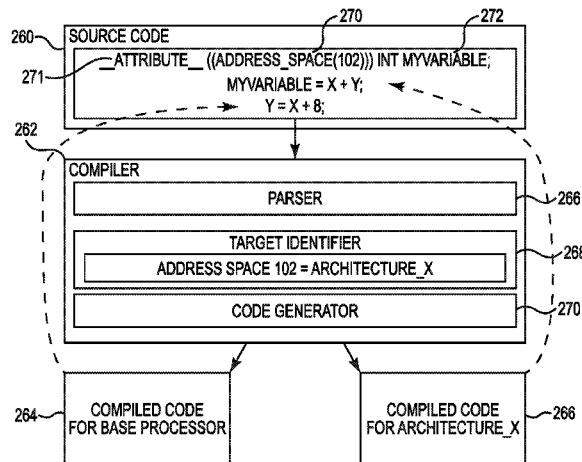 270
272
260
SOURCE CODE
271
__ATTRIBUTE__ ((ADDRESS_SPACE(102))) INT MYVARIABLE;
MYVARIABLE = X + Y;
Y = X + 8;
262
COMPILER
PARSER
266
TARGET IDENTIFIER
268
ADDRESS SPACE 102 = ARCHITECTURE_X
CODE GENERATOR
270
264
COMPILED CODE
FOR BASE PROCESSOR
COMPILED CODE
FOR ARCHITECTURE_X
266